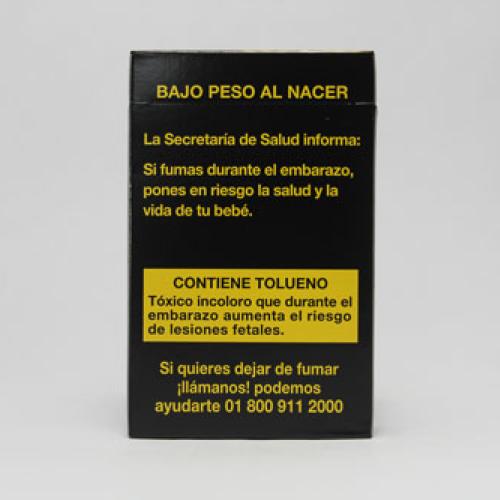 BAJO PESO AL NACER
La Secretaría de Salud informa:
Si fumas durante el embarazo,
pones en riesgo la salud y la
vida de tu bebé.
CONTIENE TOLUENO
Tóxico incoloro que durante el
embarazo aumenta el riesgo
de lesiones fetales.
Si quieres dejar de fumar
¡llámanos! podemos
ayudarte 01 800 911 2000